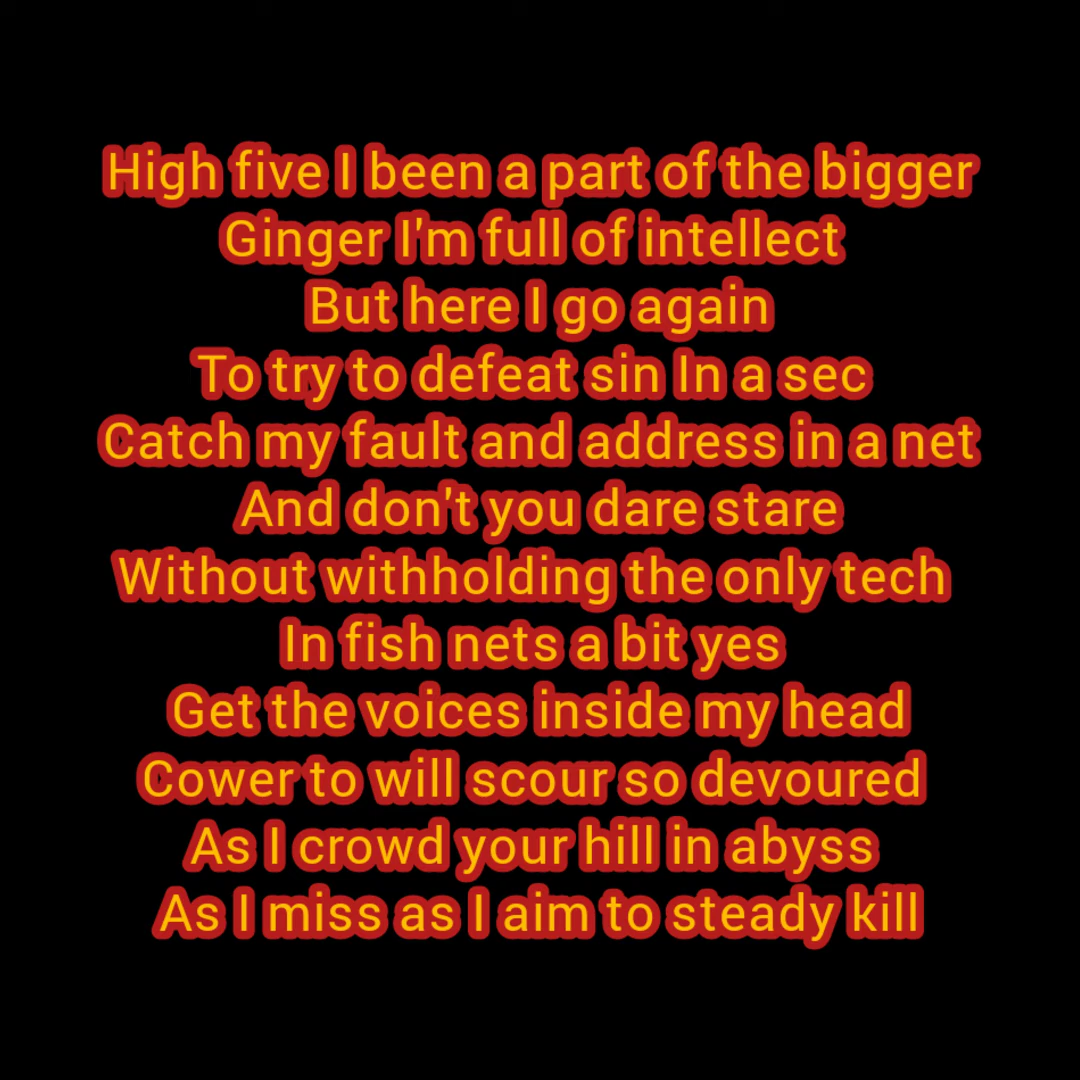 High five I been a part of the bigger
Ginger I'm full of intellect
But here I go again
To try to defeat sin In a sec
Catch my fault and address in a net
And don't you dare stare
Without withholding the only tech
In fish nets a bit yes
Get the voices inside my head
Cower to will scour so devoured
As I crowd your hill in abyss
As I miss as I aim to steady kill